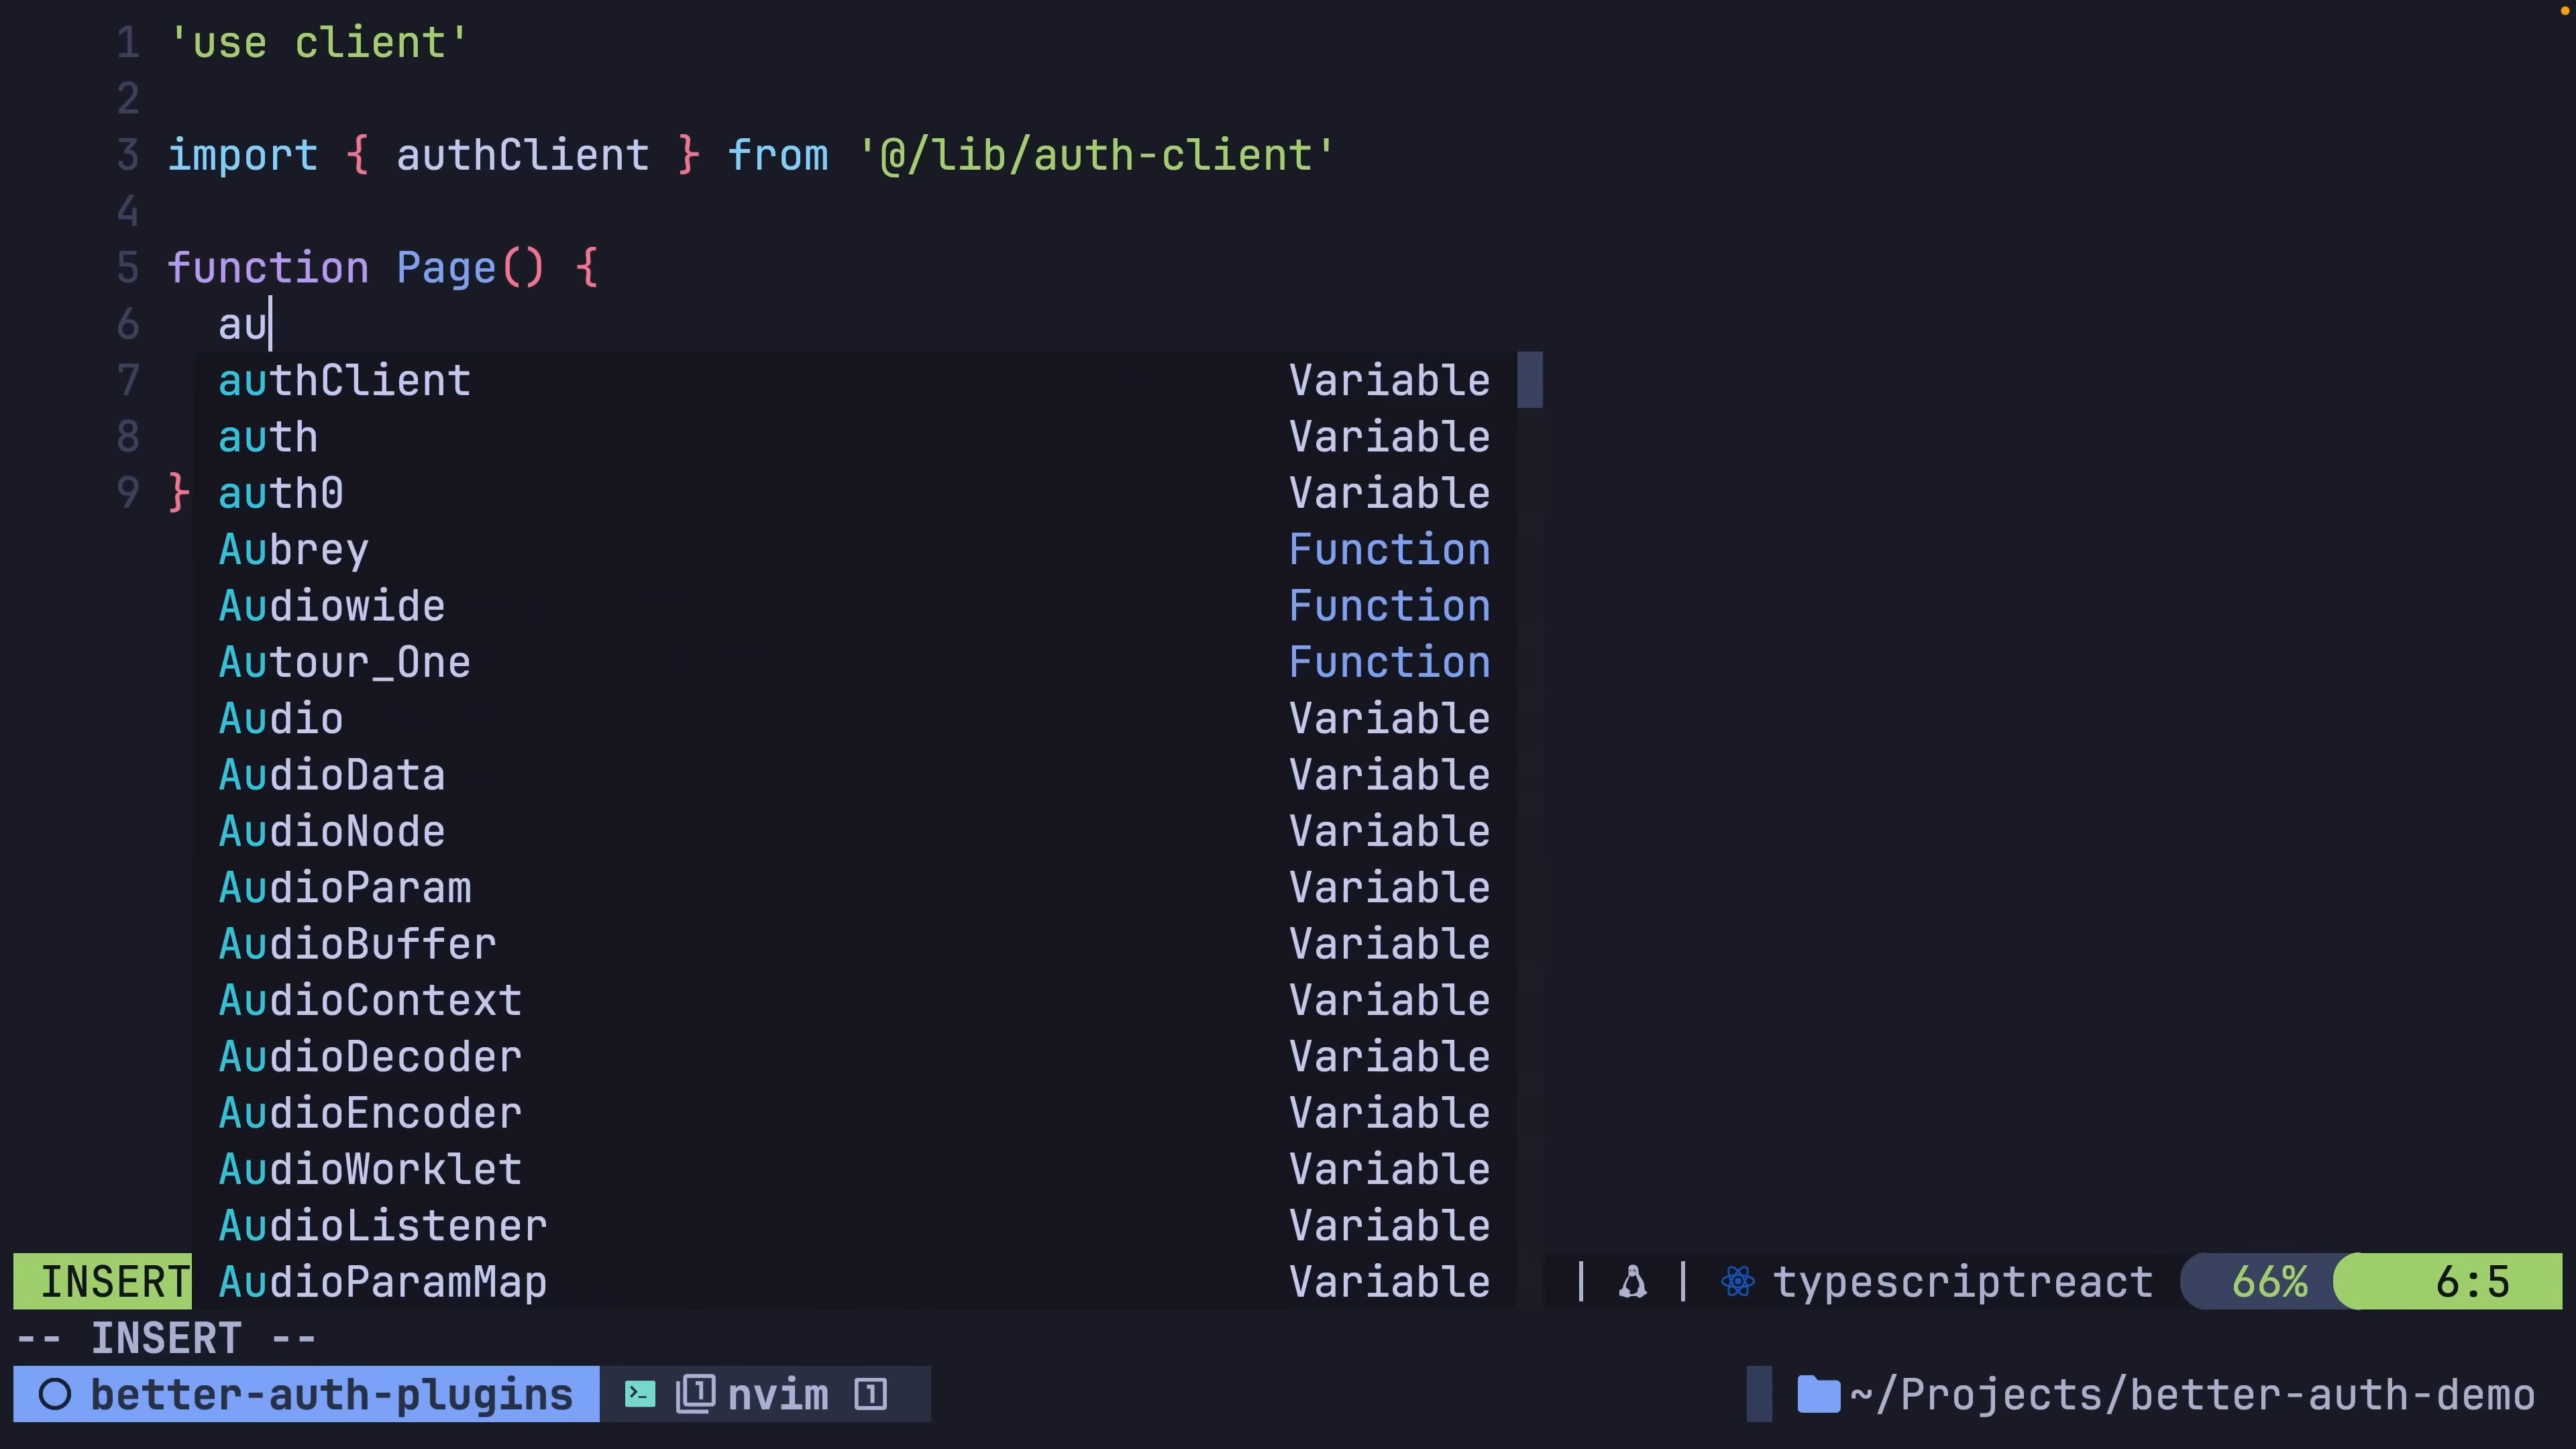 1 'use client'
2
3 import { authClient } from '@/lib/auth-client'
4
5 function Page() {
6 au
7 authClient Variable
8 auth Variable
9 } auth0 Variable
Aubrey Function
Audiowide Function
Autour_One Function
Audio Variable
AudioData Variable
AudioNode Variable
AudioParam Variable
AudioBuffer Variable
AudioContext Variable
AudioDecoder Variable
AudioEncoder Variable
AudioWorklet Variable
AudioListener Variable
INSERT AudioParamMap Variable | | typescriptreact 66% 6:5
-- INSERT --
better-auth-plugins 1 nvim 1 ~/Projects/better-auth-demo